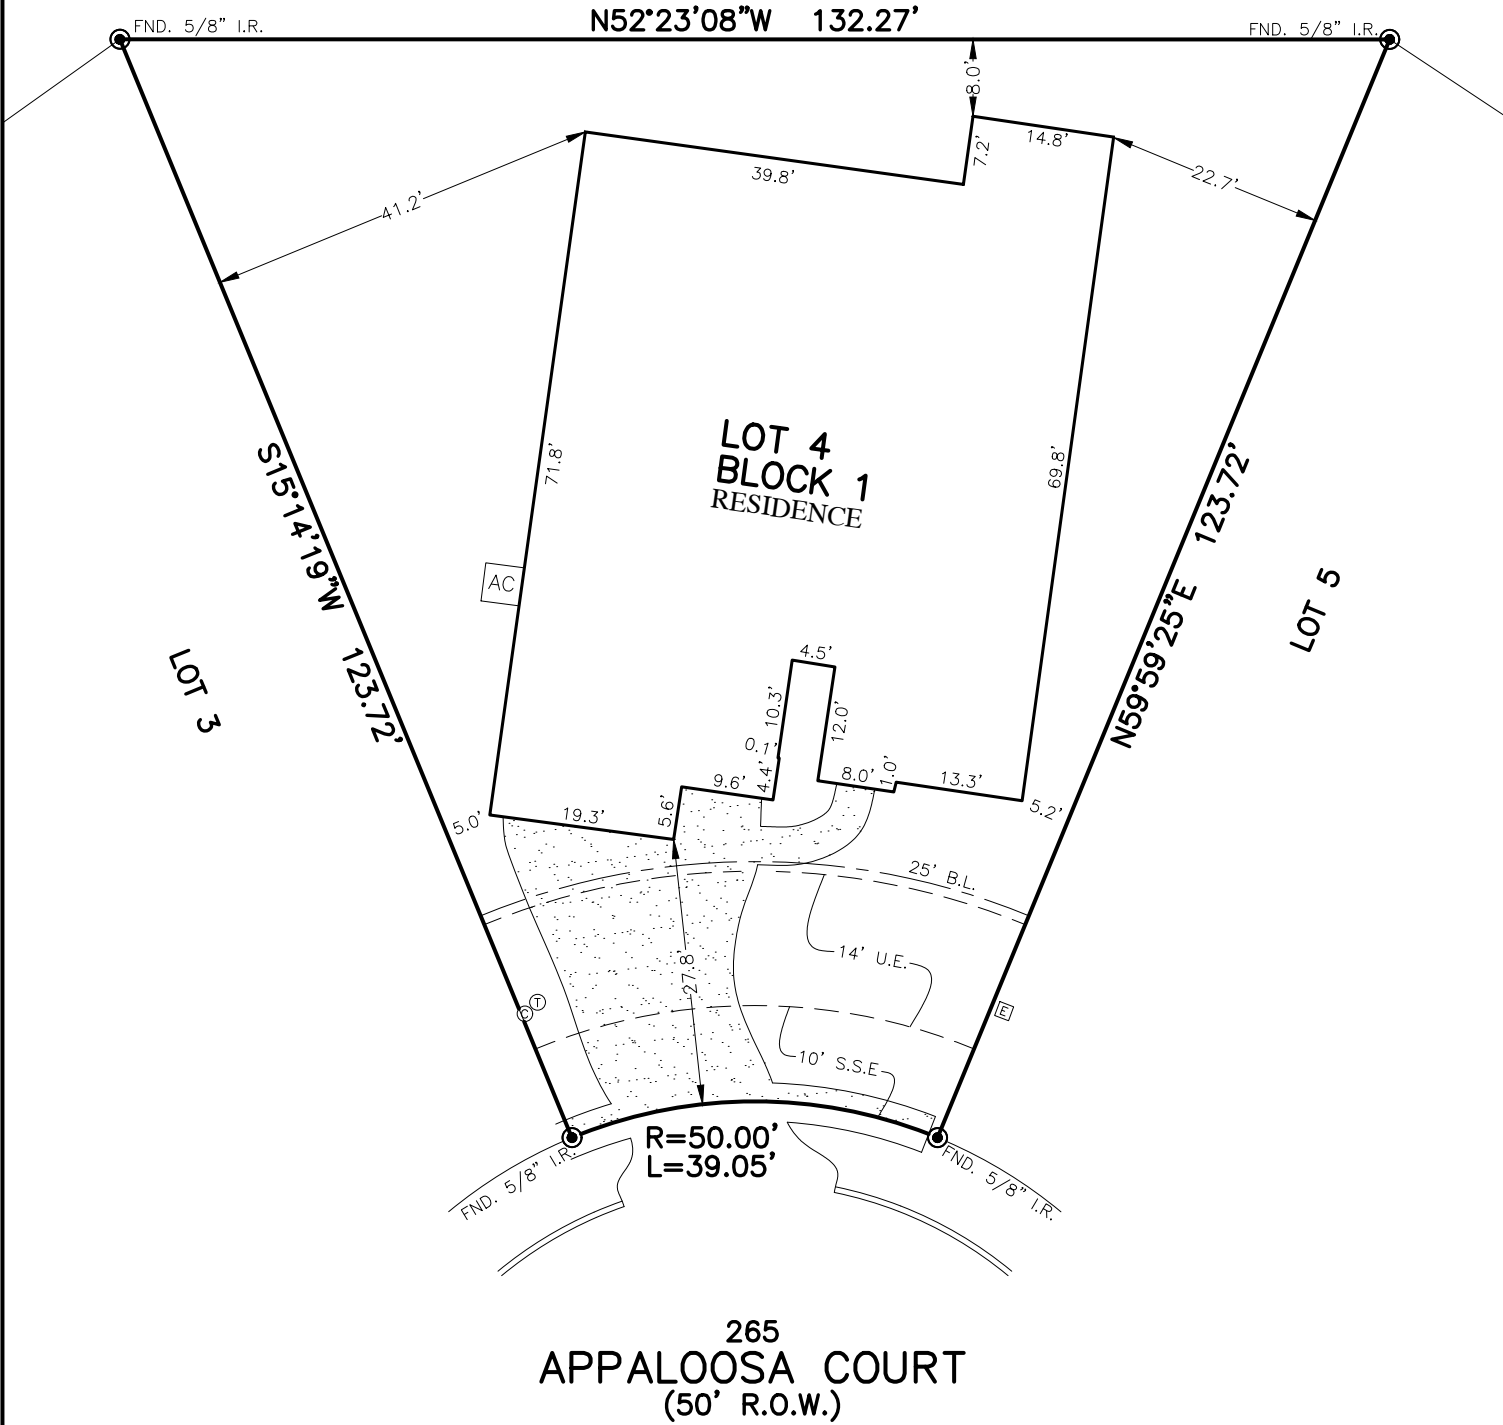 N52°23'08"W 132.27'
FND. 5/8" I.R.
FND. 5/8" I.R.
8.0'
14.8'
7.2'
39.8'
22.7'
41.2'
LOT 4
BLOCK 1
RESIDENCE
71.8'
69.8'
S15°14'19"W 123.72'
N59°59'25"E 123.72'
AC
LOT 3
LOT 5
4.5'
10.3'
12.0'
0.1'
4.4'
8.0'
1.0'
13.3'
9.6'
5.6'
19.3'
5.0'
5.2'
25' B.L.
14' U.E.
27.8'
T
C
E
10' S.S.E
R=50.00'
L=39.05'
FND. 5/8" I.R.
FND. 5/8" I.R.
265
APPALOOSA COURT
(50' R.O.W.)